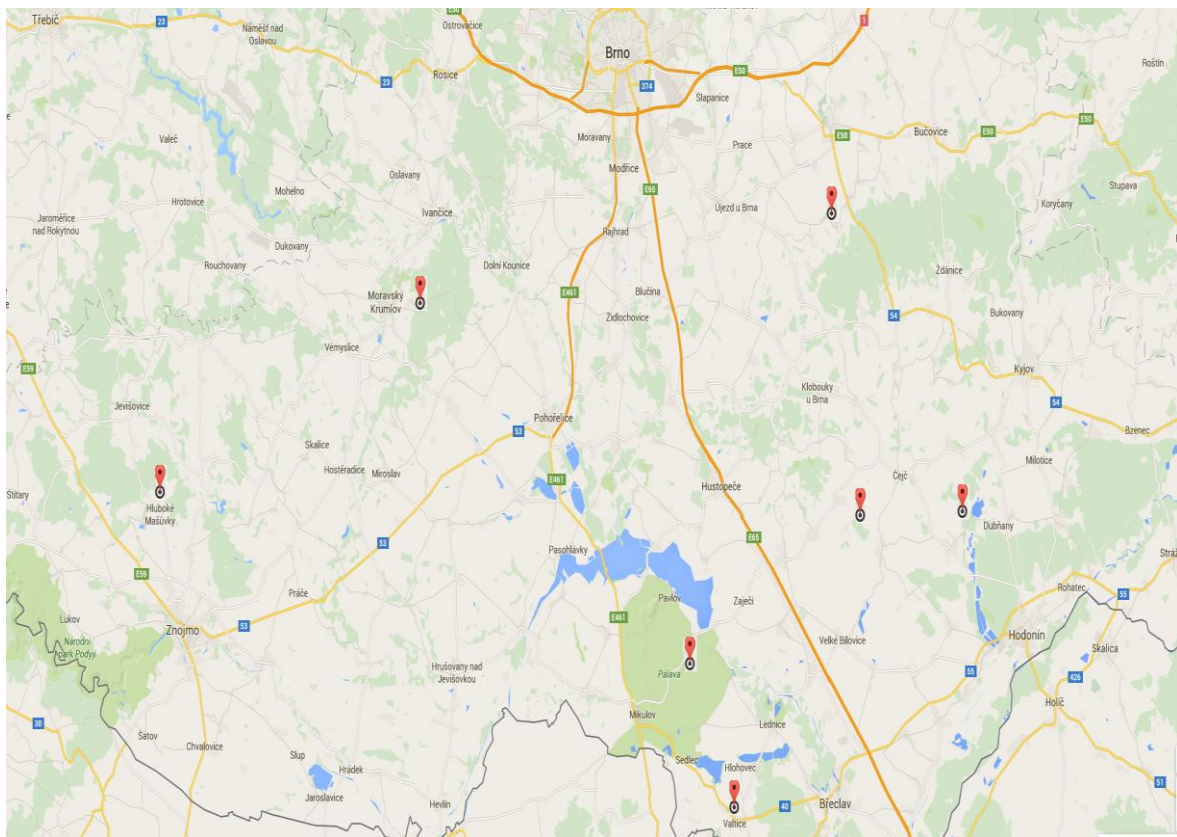 Třebíč
23
Náměšť nad
Oslavou
E50
Ostrovačice
Rosice
23
Brno
374
Šlapanice
E50
1
Roštín
Moravany
Modřice
Prace
E50
Bučovice
E50
E50
Stupava
Valeč
Oslavany
Mohelno
Hrotovice
Ivančice
E65
Újezd u Brna
Koryčany
Jaroměřice
nad Rokytnou
Dukovany
Rajhrad
Rouchovany
Dolní Kounice
Ždánice
Moravský
Krumlov
E461
Blučina
Židlochovice
54
Bukovany
Vémyslice
E59
Kyjov
Klobouky
u Brna
Jevišovice
54
Pohořelice
53
Bzenec
Skalice
Hostěradice
Miroslav
Milotice
Čejč
E461
Hustopeče
Štítary
Hluboké
Mašůvky
Dubňany
53
E65
Pasohlávky
E59
Práče
Pavlov
Zaječí
Rohatec
55
Stráž
Lukov
Národní
park Podyjí
Znojmo
53
E461
Velké Bílovice
Hodonín
Skalica
Hrušovany nad
Jevišovkou
Pálava
55
426
Mikulov
Lednice
Holíč
30
Šatov
Chvalovice
Slup
Hrádek
Jaroslavice
Sedlec
Hlohovec
51
Hevlín
Valtice
40
Břeclav